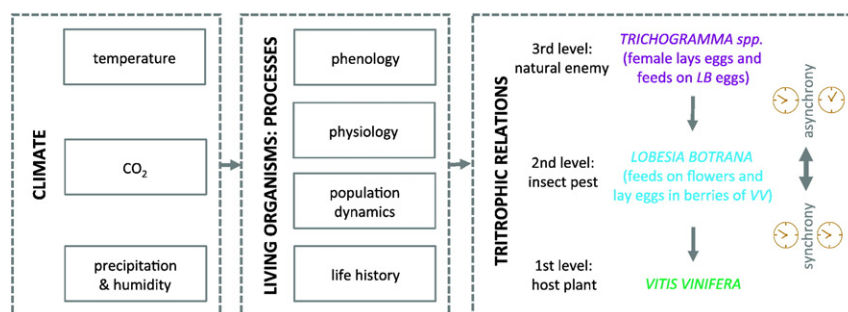 CLIMATE
temperature
CO₂
precipitation
& humidity
LIVING ORGANISMS: PROCESSES
phenology
physiology
population
dynamics
life history
TRITROPHIC RELATIONS
3rd level:
natural enemy
TRICHOGRAMMA spp.
(female lays eggs and
feeds on LB eggs)
2nd level:
insect pest
LOBESIA BOTRANA
(feeds on flowers and
lay eggs in berries of VV)
1st level:
host plant
VITIS VINIFERA
asynchrony
synchrony